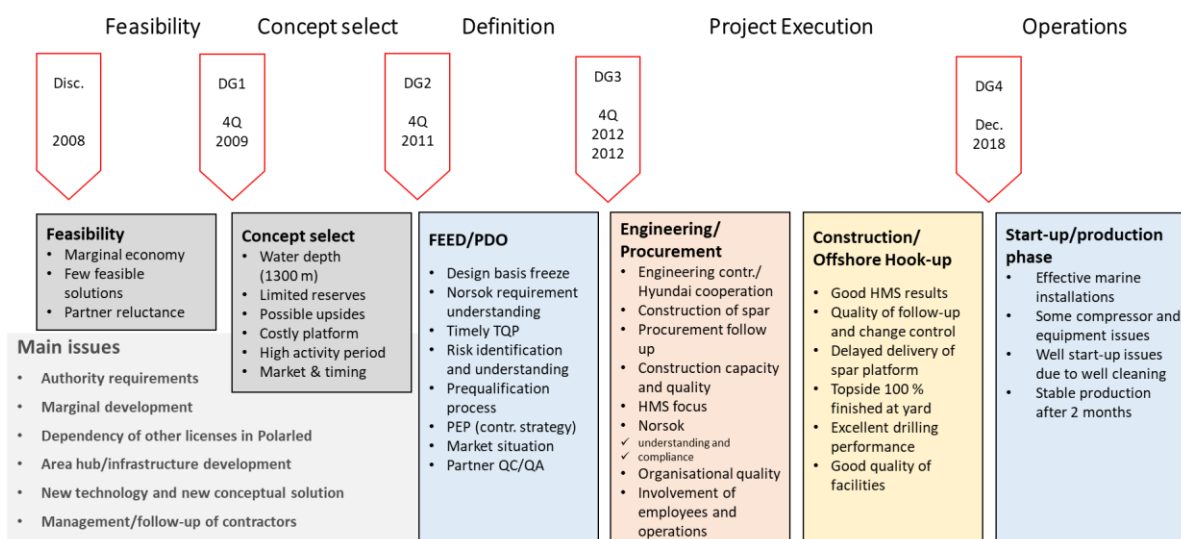 Feasibility
Concept select
Definition
Project Execution
Operations
Disc.
2008
DG1
4Q
2009
DG2
4Q
2011
DG3
4Q
2012
2012
DG4
Dec.
2018
Feasibility
• Marginal economy
• Few feasible
solutions
• Partner reluctance
Main issues
• Authority requirements
• Marginal development
• Dependency of other licenses in Polarled
• Area hub/infrastructure development
• New technology and new conceptual solution
• Management/follow-up of contractors
Concept select
• Water depth
(1300 m)
• Limited reserves
• Possible upsides
• Costly platform
• High activity period
• Market & timing
FEED/PDO
• Design basis freeze
• Norsok requirement
understanding
• Timely TQP
• Risk identification
and understanding
• Prequalification
process
• PEP (contr. strategy)
• Market situation
• Partner QC/QA
Engineering/
Procurement
• Engineering contr./
Hyundai cooperation
• Construction of spar
• Procurement follow
up
• Construction capacity
and quality
• HMS focus
• Norsok
✓ understanding and
✓ compliance
• Organisational quality
• Involvement of
employees and
operations
Construction/
Offshore Hook-up
• Good HMS results
• Quality of follow-up
and change control
• Delayed delivery of
spar platform
• Topside 100 %
finished at yard
• Excellent drilling
performance
• Good quality of
facilities
Start-up/production
phase
• Effective marine
installations
• Some compressor and
equipment issues
• Well start-up issues
due to well cleaning
• Stable production
after 2 months